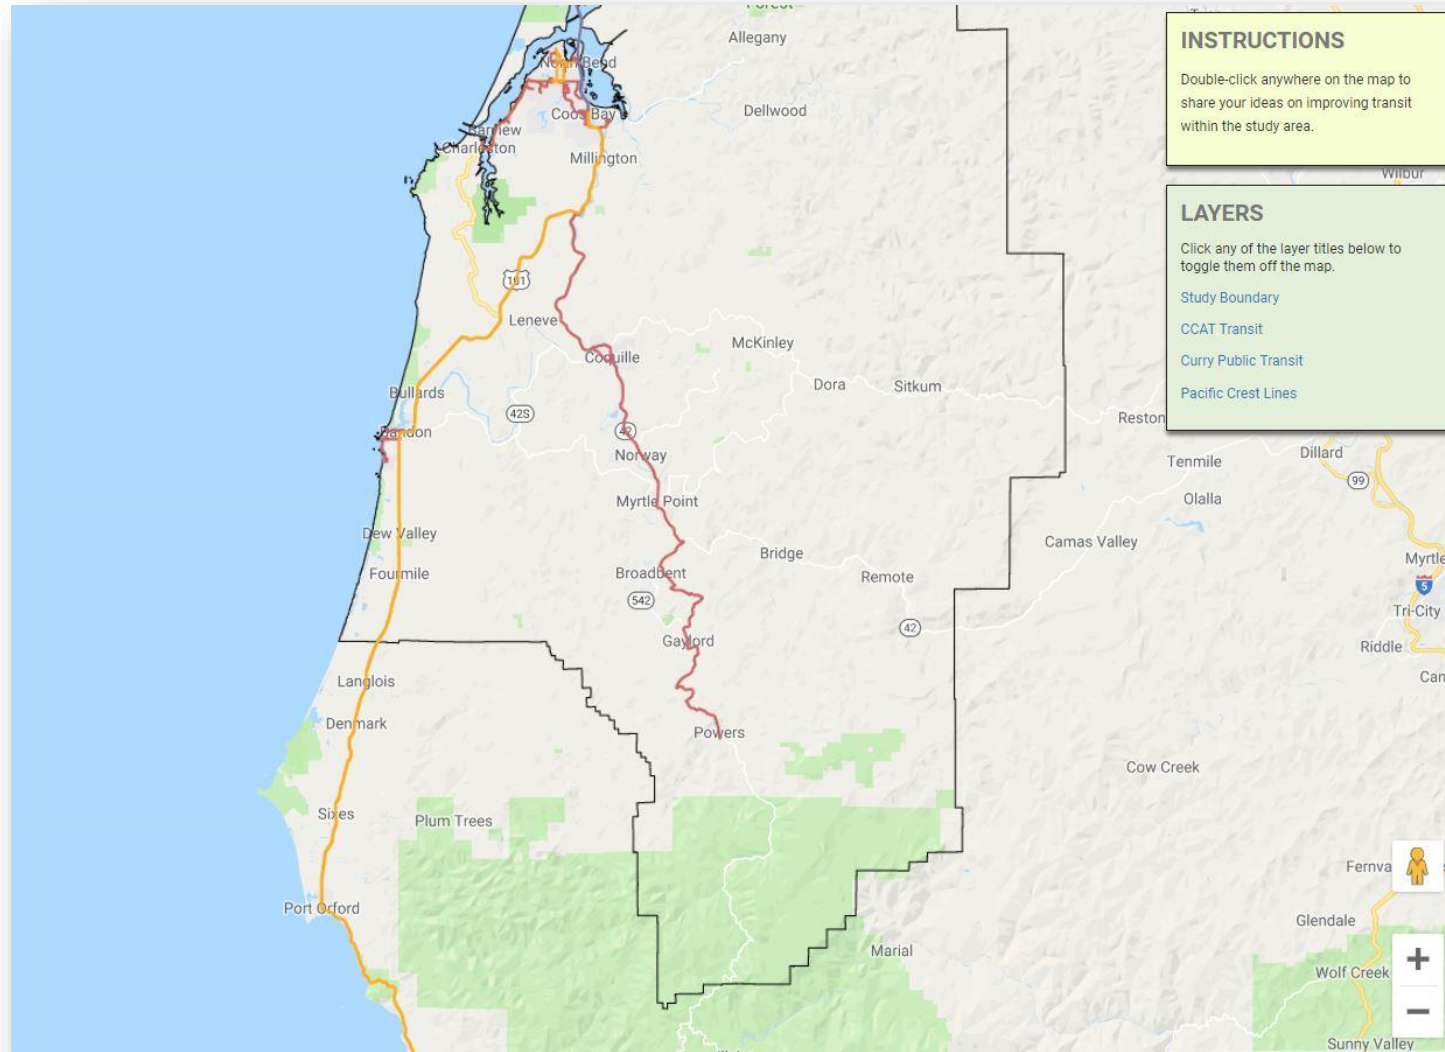 Forest
Allegany
North Bend
INSTRUCTIONS
Double-click anywhere on the map to
share your ideas on improving transit
within the study area.
Dellwood
Coos Bay
Barview
Charleston
Millington
Wilbur
LAYERS
Click any of the layer titles below to
toggle them off the map.
Study Boundary
CCAT Transit
Curry Public Transit
Pacific Crest Lines
101
Leneve
McKinley
Coquille
Dora
Sitkum
Bullards
42S
Reston
Bandon
42
Norway
Dillard
Tenmile
99
Olalla
Myrtle Point
Dew Valley
Camas Valley
Bridge
Myrtle
Fourmile
Broadbent
Remote
5
542
Tri-City
42
Gaylord
Riddle
Langlois
Can
Denmark
Powers
Cow Creek
Sixes
Plum Trees
Fernva
Port Orford
Glendale
Marial
Wolf Creek
Sunny Valley